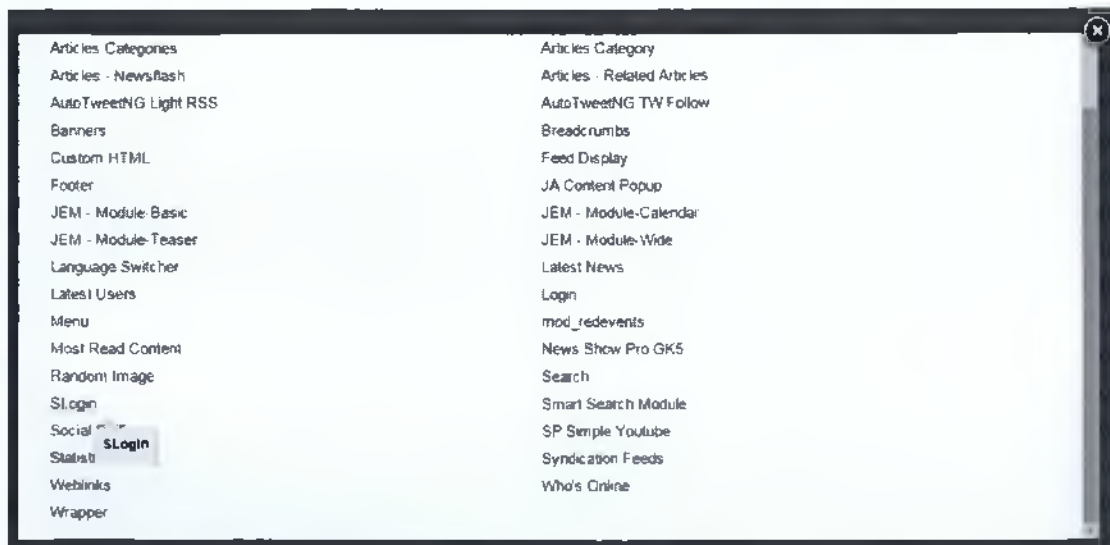 Articles Categories
Articles - Newsflash
AutoTweetNG Light RSS
Banners
Custom HTML
Footer
JEM - Module-Basic
JEM - Module-Teaser
Language Switcher
Latest Users
Menu
Most Read Content
Random Image
SLogin
Social
SLogin
Weblinks
Wrapper
Articles Category
Articles - Related Articles
AutoTweetNG TW Follow
Breadcrumbs
Feed Display
JA Content Popup
JEM - Module-Calendar
JEM - Module-Wide
Latest News
Login
mod_redevents
News Show Pro GK5
Search
Smart Search Module
SP Simple Youtube
Syndication Feeds
Who's Online